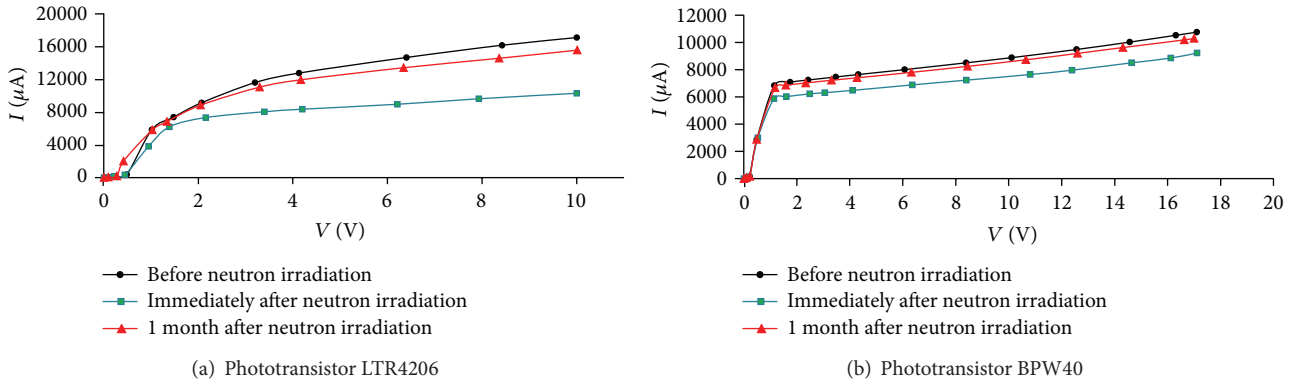 20000
16000
12000
8000
4000
0
I (μA)
0 2 4 6 8 10
V (V)
Before neutron irradiation
Immediately after neutron irradiation
1 month after neutron irradiation
(a) Phototransistor LTR4206
12000
10000
8000
6000
4000
2000
0
I (μA)
0 2 4 6 8 10 12 14 16 18 20
V (V)
Before neutron irradiation
Immediately after neutron irradiation
1 month after neutron irradiation
(b) Phototransistor BPW40